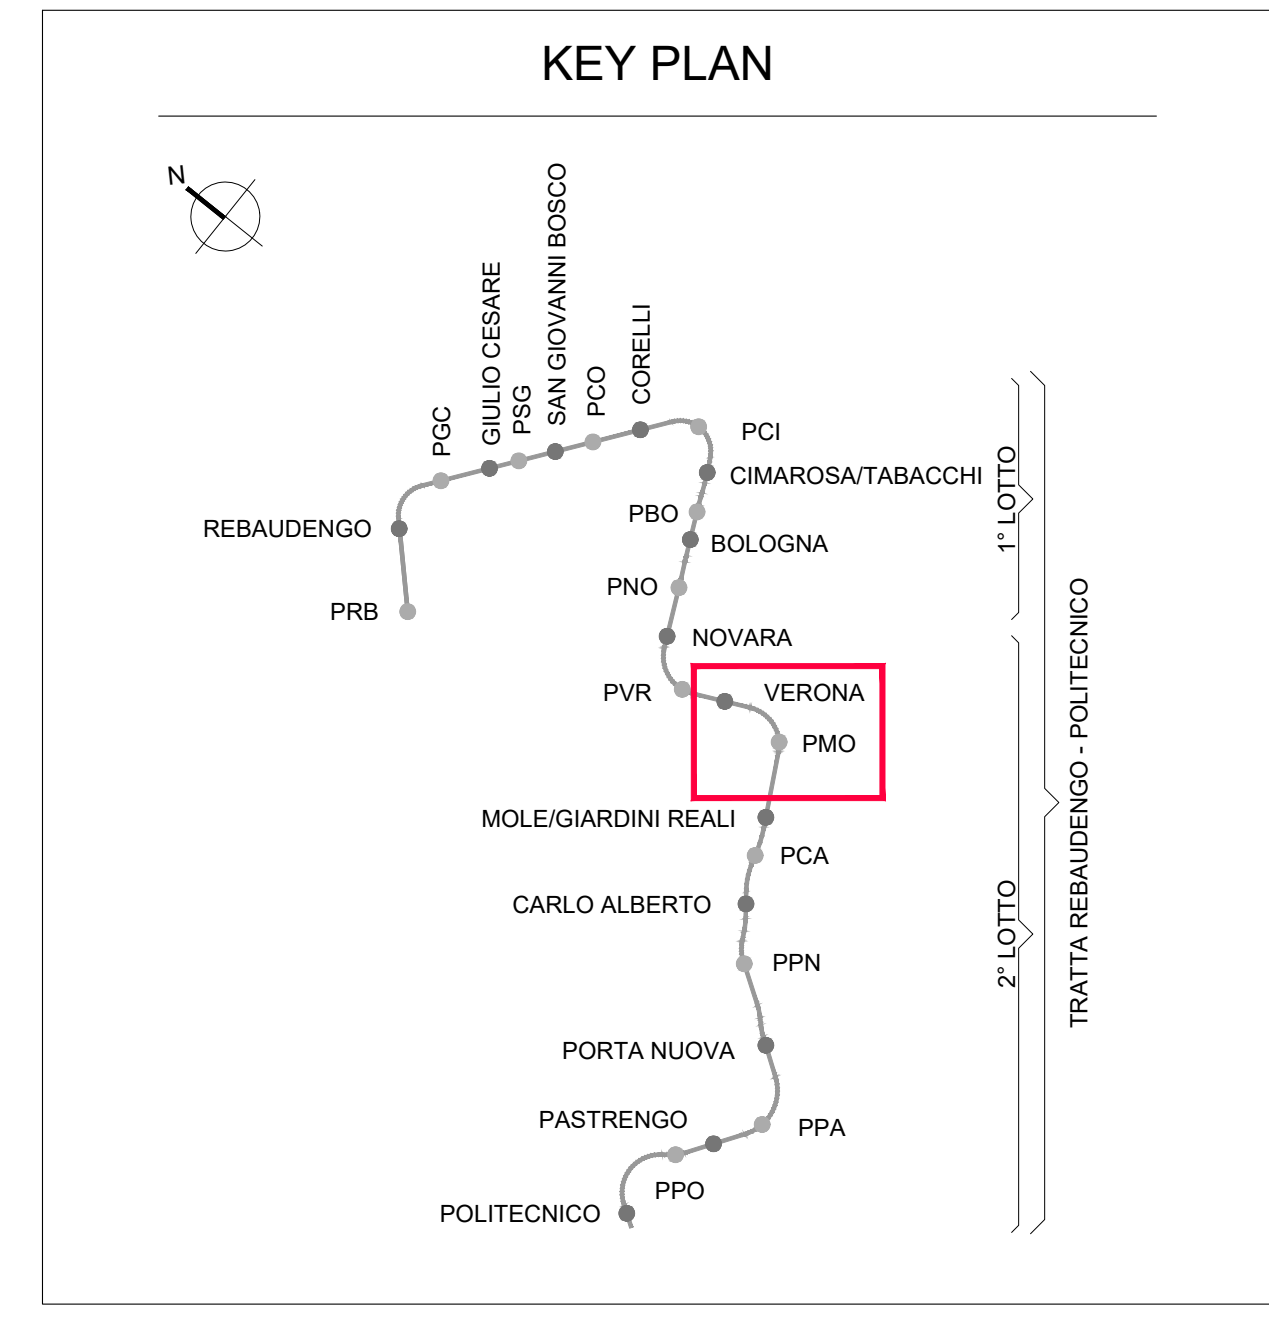 KEY PLAN
N
PGC
GIULIO CESARE
PSG
SAN GIOVANNI BOSCO
PCO
CORELLI
PCI
CIMAROSA/TABACCHI
PBO
REBAUDENGO
BOLOGNA
PNO
PRB
NOVARA
PVR
VERONA
PMO
MOLE/GIARDINI REALI
PCA
CARLO ALBERTO
PPN
PORTA NUOVA
PASTRENGO
PPA
PPO
POLITECNICO
1° LOTTO
2° LOTTO
TRATTA REBAUDENGO - POLITECNICO